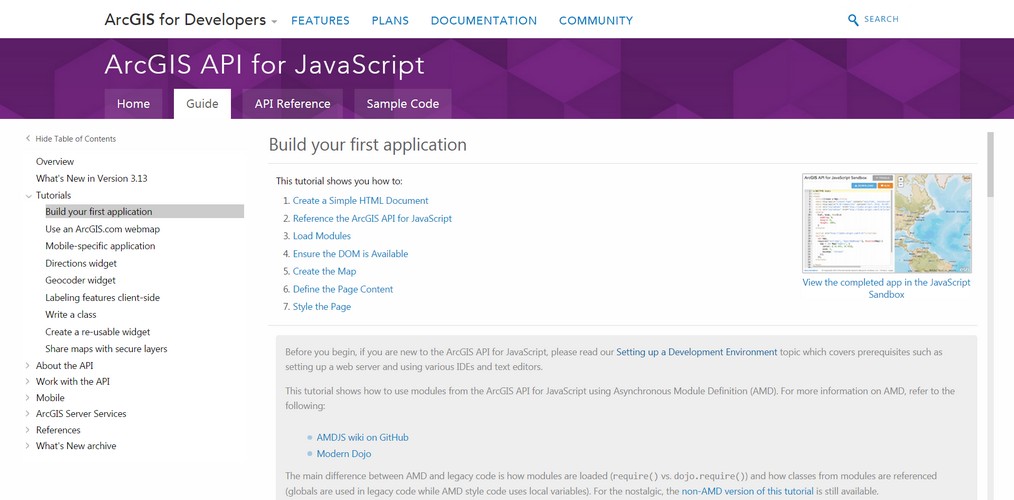 ArcGIS for Developers FEATURES PLANS DOCUMENTATION COMMUNITY SEARCH
ArcGIS API for JavaScript
Home Guide API Reference Sample Code
Hide Table of Contents
Overview
What's New in Version 3.13
Tutorials
Build your first application
Use an ArcGIS.com webmap
Mobile-specific application
Directions widget
Geocoder widget
Labeling features client-side
Write a class
Create a re-usable widget
Share maps with secure layers
About the API
Work with the API
Mobile
ArcGIS Server Services
References
What's New archive
Build your first application
This tutorial shows you how to:
1. Create a Simple HTML Document
2. Reference the ArcGIS API for JavaScript
3. Load Modules
4. Ensure the DOM is Available
5. Create the Map
6. Define the Page Content
7. Style the Page
ArcGIS API for JavaScript Sandbox
View the completed app in the JavaScript
Sandbox
Before you begin, if you are new to the ArcGIS API for JavaScript, please read our Setting up a Development Environment topic which covers prerequisites such as
setting up a web server and using various IDEs and text editors.
This tutorial shows how to use modules from the ArcGIS API for JavaScript using Asynchronous Module Definition (AMD). For more information on AMD, refer to the
following:
AMDJS wiki on GitHub
Modern Dojo
The main difference between AMD and legacy code is how modules are loaded (require() vs. dojo.require()) and how classes from modules are referenced
(globals are used in legacy code while AMD style code uses local variables). For the nostalgic, the non-AMD version of this tutorial is still available.